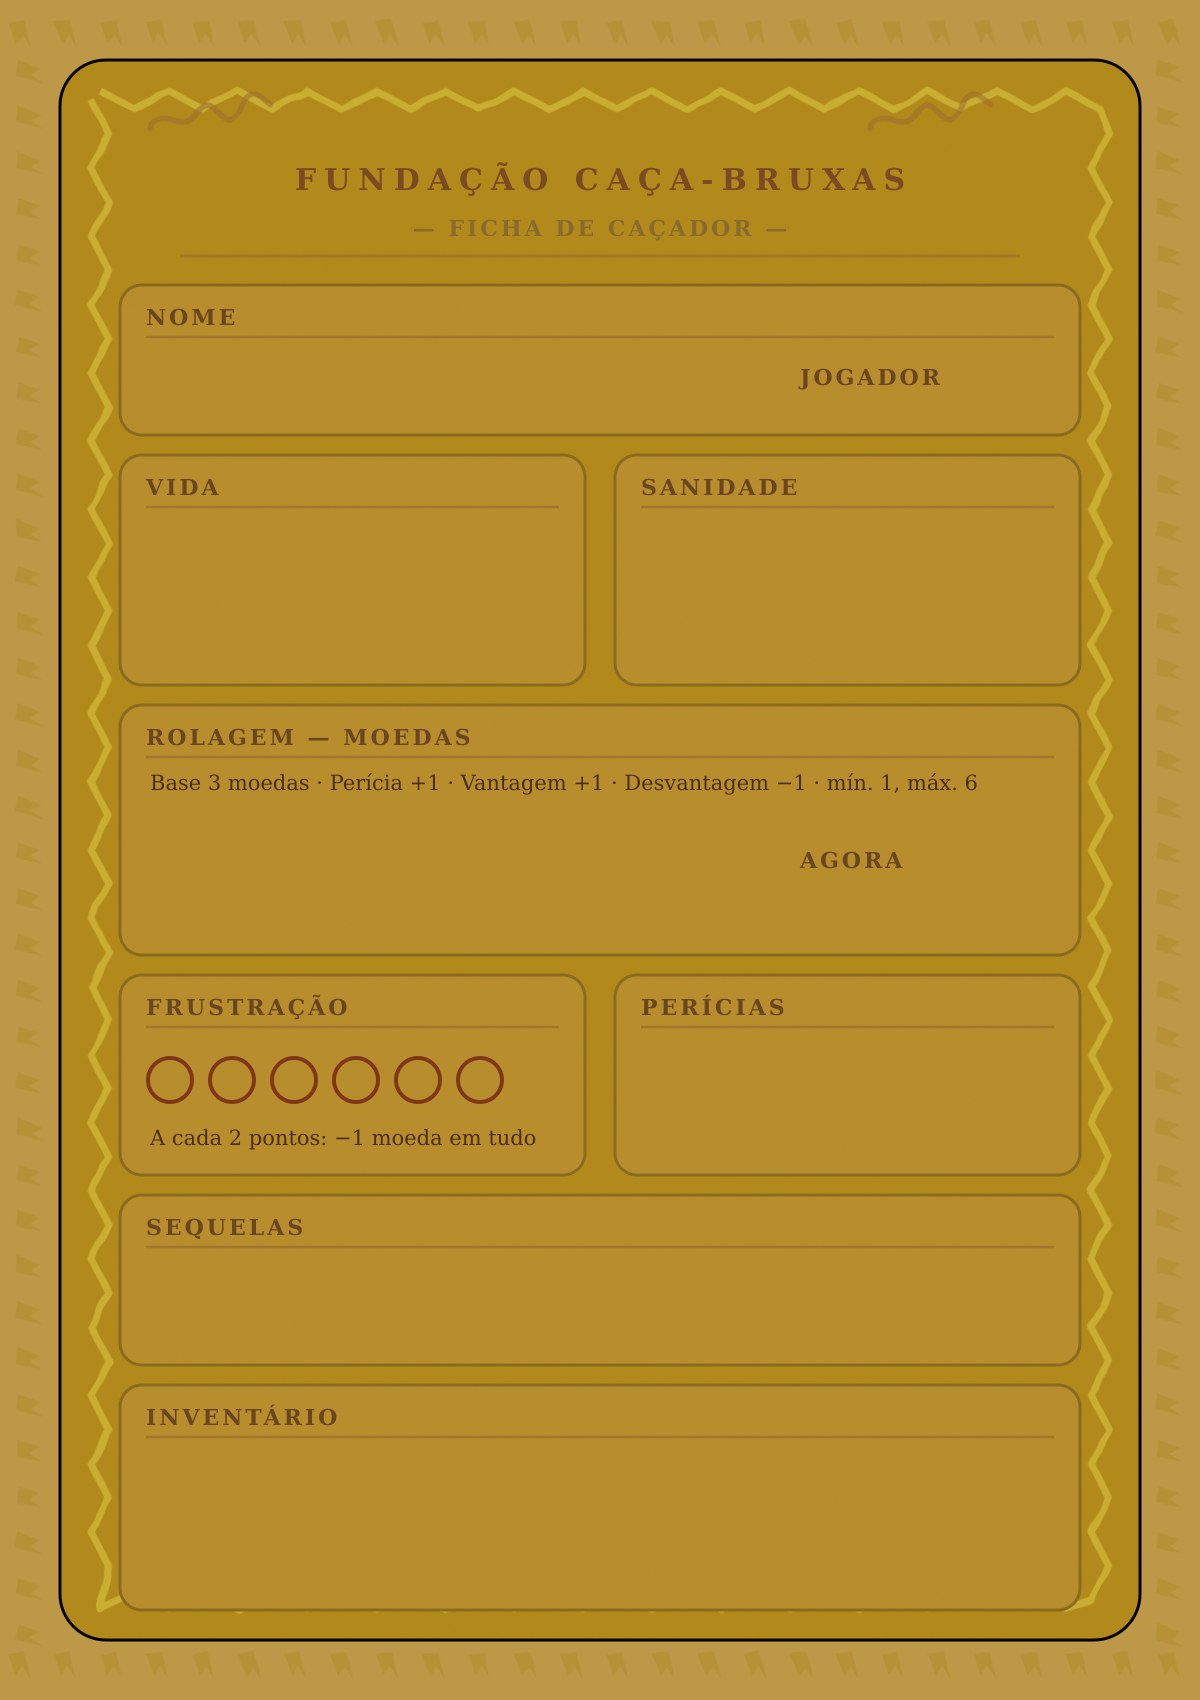 FUNDAÇÃO CAÇA-BRUXAS
— FICHA DE CAÇADOR —
NOME
JOGADOR
VIDA
SANIDADE
ROLAGEM — MOEDAS
Base 3 moedas · Perícia +1 · Vantagem +1 · Desvantagem −1 · mín. 1, máx. 6
AGORA
FRUSTRAÇÃO
PERÍCIAS
A cada 2 pontos: −1 moeda em tudo
SEQUELAS
INVENTÁRIO